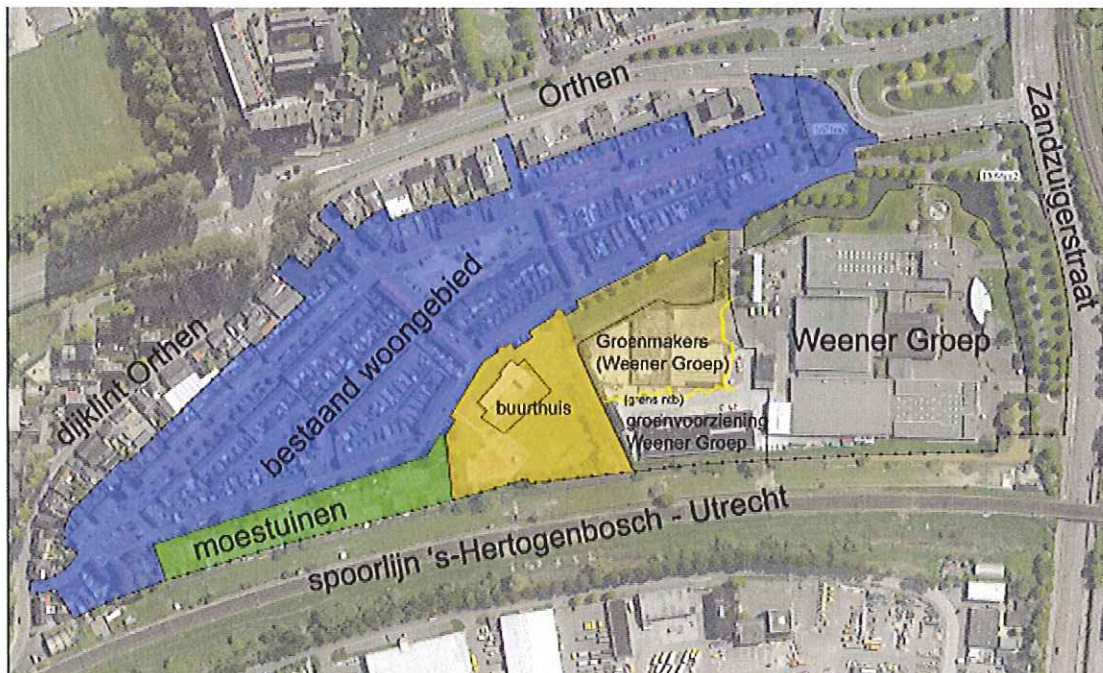 Orthen
Zandzuigerstraat
dijklint Orthen
bestaand woongebied
Groenmakers
(Weener Groep)
Weener Groep
buurthuis
(grens ntb)
groenvoorziening
Weener Groep
moestuinen
spoorlijn 's-Hertogenbosch - Utrecht